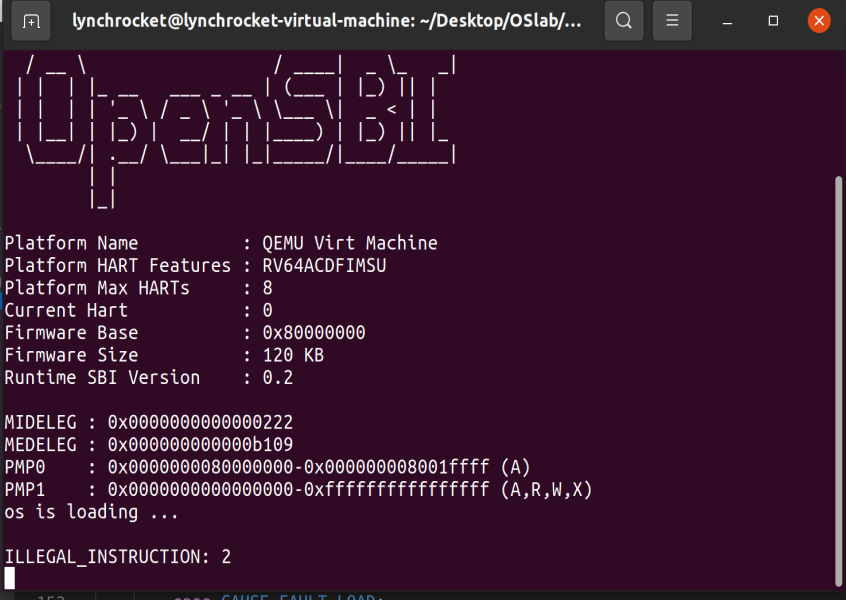 lynchrocket@lynchrocket-virtual-machine: ~/Desktop/OSlab/...
OpenSBI
Platform Name : QEMU Virt Machine
Platform HART Features : RV64ACDFIMSU
Platform Max HARTs : 8
Current Hart : 0
Firmware Base : 0x80000000
Firmware Size : 120 KB
Runtime SBI Version : 0.2
MIDELEG : 0x0000000000000222
MEDELEG : 0x000000000000b109
PMP0 : 0x0000000080000000-0x000000008001ffff (A)
PMP1 : 0x0000000000000000-0xffffffffffffffff (A,R,W,X)
os is loading ...
ILLEGAL_INSTRUCTION: 2